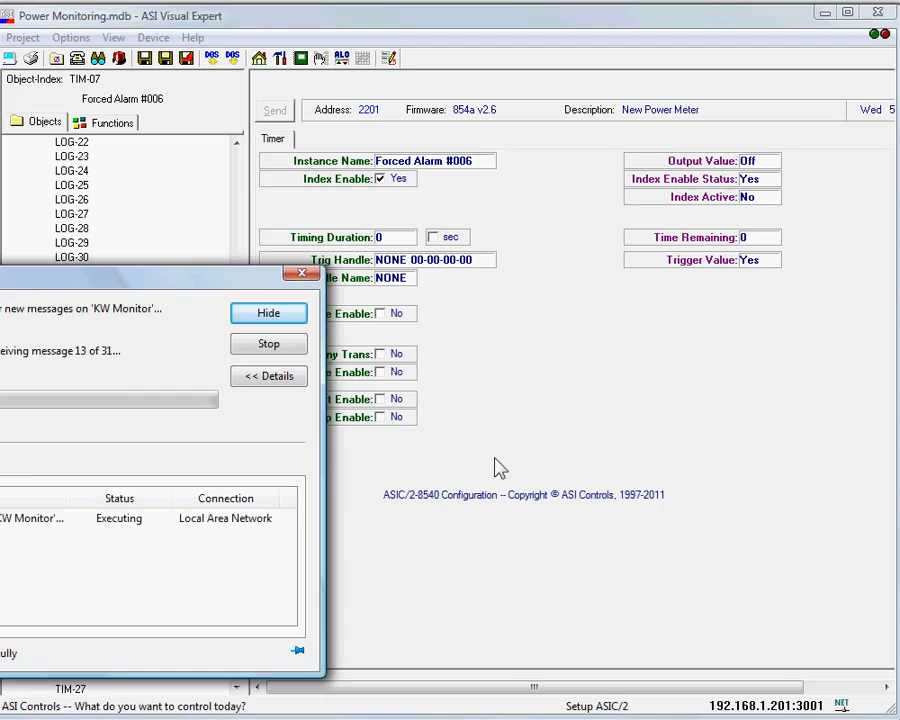 Power Monitoring.mdb - ASI Visual Expert
Project Options View Device Help
DOS DOS ALO
Object-Index: TIM-07
Forced Alarm #006
Objects Functions
LOG-22
LOG-23
LOG-24
LOG-25
LOG-26
LOG-27
LOG-28
LOG-29
LOG-30
Send Address: 2201 Firmware: 854a v2.6 Description: New Power Meter Wed 5
Timer
Instance Name: Forced Alarm #006 Output Value: Off
Index Enable: Yes Index Enable Status: Yes
Index Active: No
Timing Duration: 0 sec Time Remaining: 0
Trig Handle: NONE 00-00-00-00 Trigger Value: Yes
lle Name: NONE
e Enable: No
ny Trans: No
e Enable: No
t Enable: No
p Enable: No
ASIC/2-8540 Configuration -- Copyright © ASI Controls, 1997-2011
r new messages on 'KW Monitor'...
Hide
eiving message 13 of 31...
Stop
<< Details
Status Connection
KW Monitor'... Executing Local Area Network
ully
TIM-27
ASI Controls -- What do you want to control today? Setup ASIC/2 192.168.1.201:3001 NET